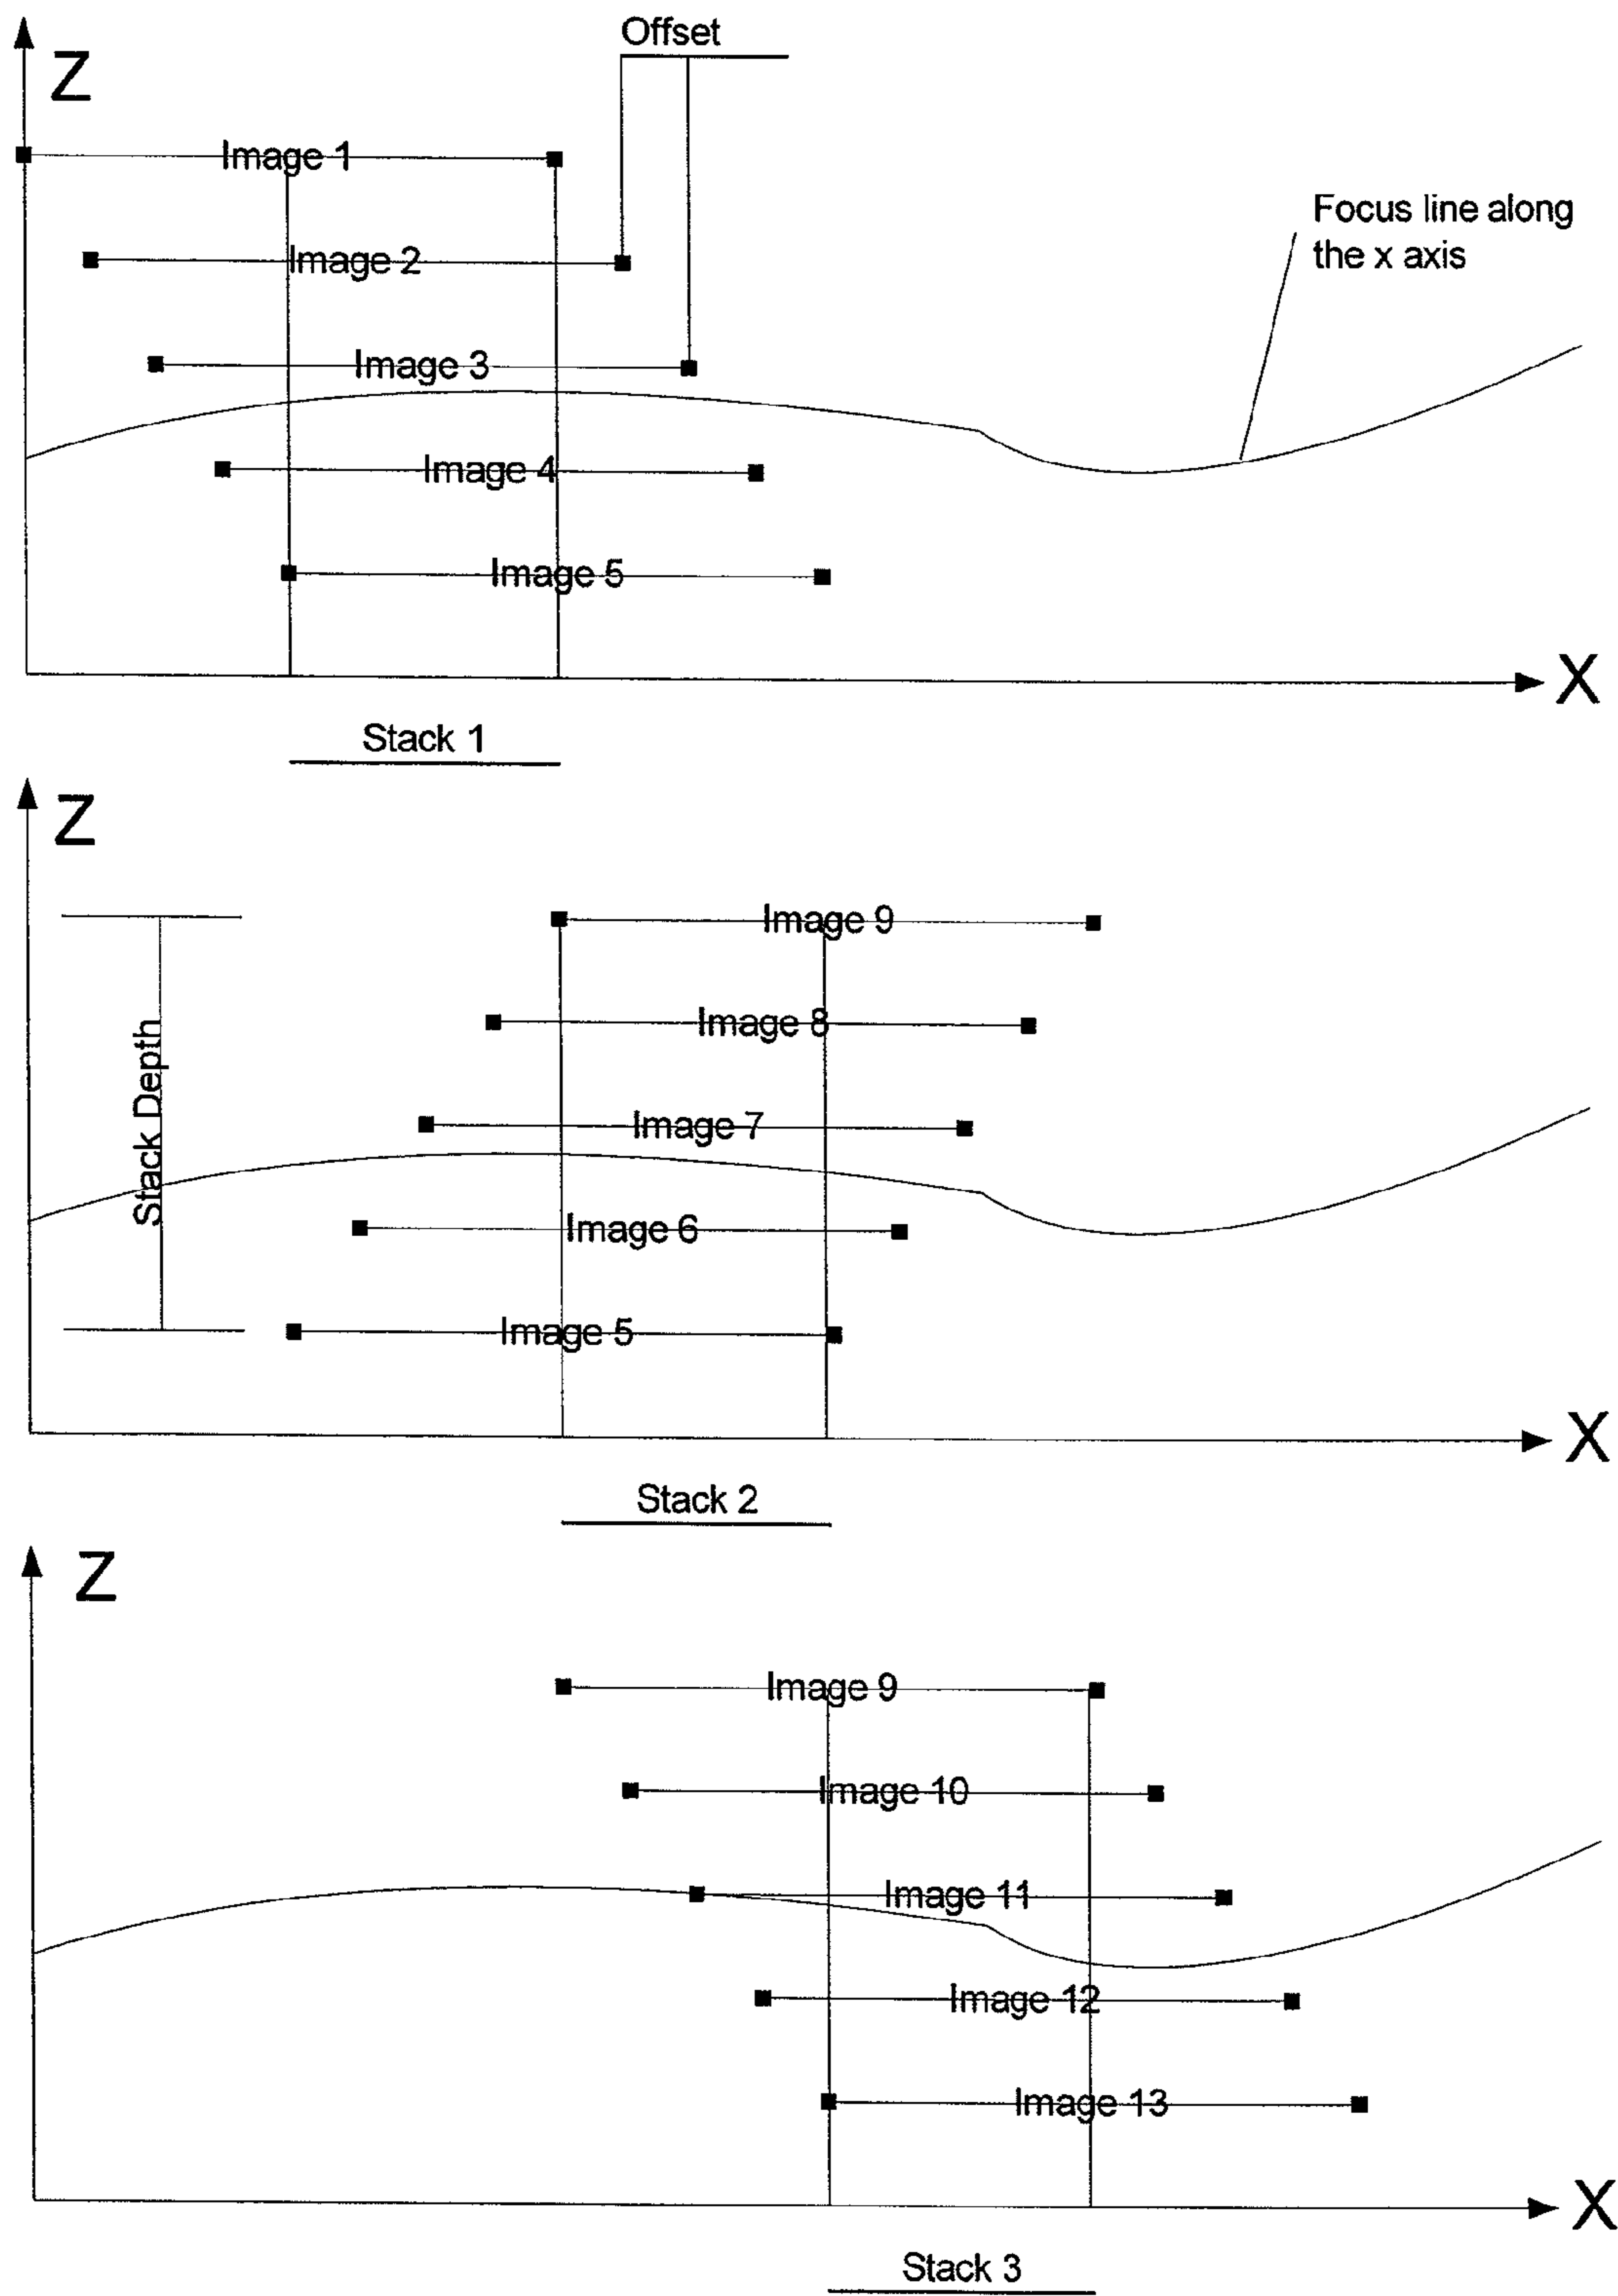 Offset
Z
Image 1
Focus line along
the x axis
Image 2
Image 3
Image 4
Image 5
X
Stack 1
Z
Image 9
Image 8
Stack Depth
Image 7
Image 6
Image 5
X
Stack 2
Z
Image 9
Image 10
Image 11
Image 12
Image 13
X
Stack 3